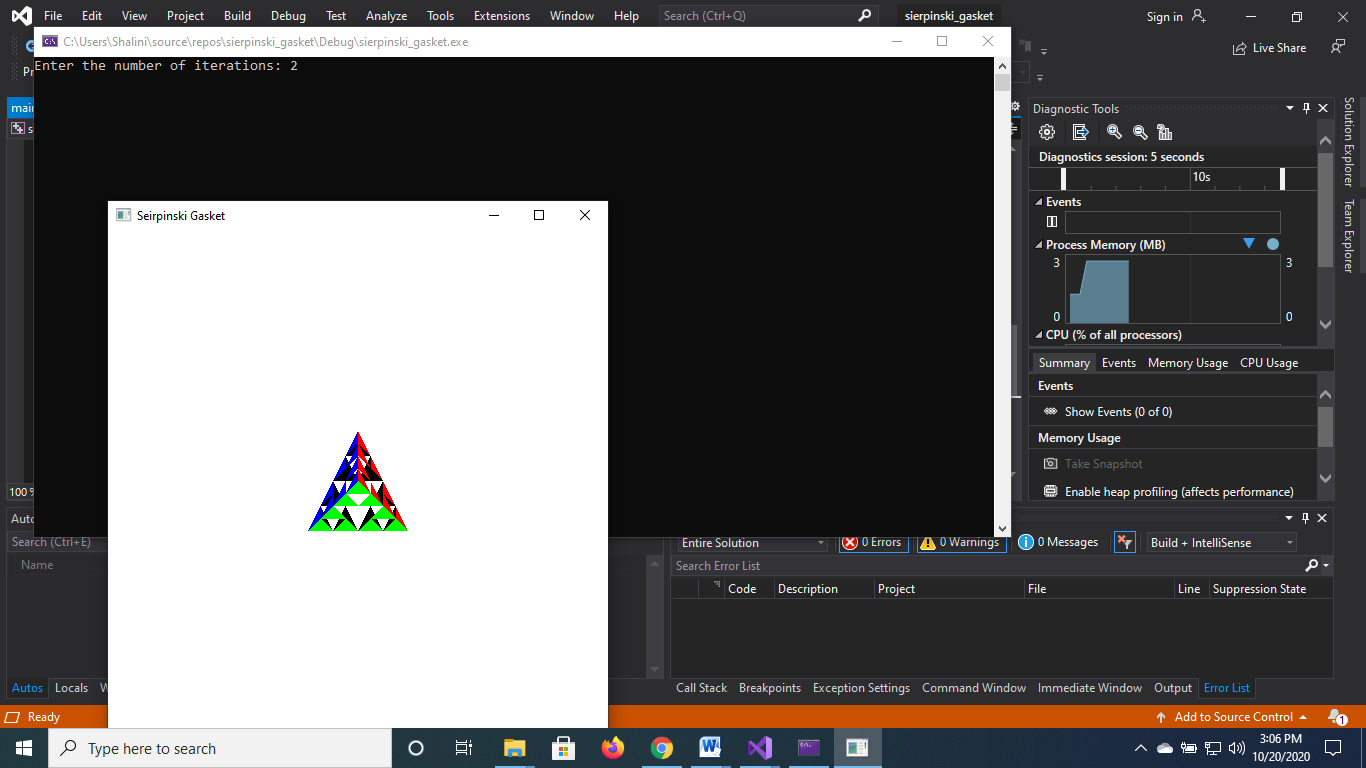 File Edit View Project Build Debug Test Analyze Tools Extensions Window Help Search (Ctrl+Q) sierpinski_gasket Sign in
C:\Users\Shalini\source\repos\sierpinski_gasket\Debug\sierpinski_gasket.exe
Live Share
Enter the number of iterations: 2
Diagnostic Tools
Diagnostics session: 5 seconds
10s
Events
Process Memory (MB)
3 3
0 0
CPU (% of all processors)
Summary Events Memory Usage CPU Usage
Events
Show Events (0 of 0)
Memory Usage
Take Snapshot
Enable heap profiling (affects performance)
Solution Explorer
Team Explorer
Seirpinski Gasket
100 %
Search (Ctrl+E)
Name
Entire Solution 0 Errors 0 Warnings 0 Messages Build + IntelliSense
Search Error List
Code Description Project File Line Suppression State
Autos Locals
Call Stack Breakpoints Exception Settings Command Window Immediate Window Output Error List
Ready
Add to Source Control 1
Type here to search
3:06 PM
10/20/2020